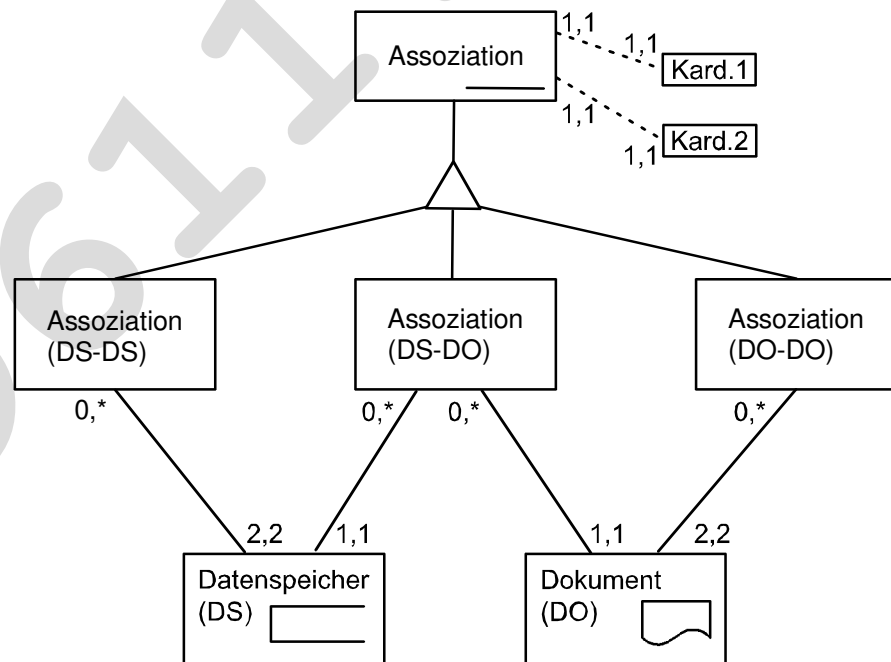 Assoziation
1,1
1,1
Kard.1
1,1
1,1
Kard.2
Assoziation
(DS-DS)
Assoziation
(DS-DO)
Assoziation
(DO-DO)
0,*
0,*
0,*
0,*
2,2
1,1
1,1
2,2
Datenspeicher
(DS)
Dokument
(DO)